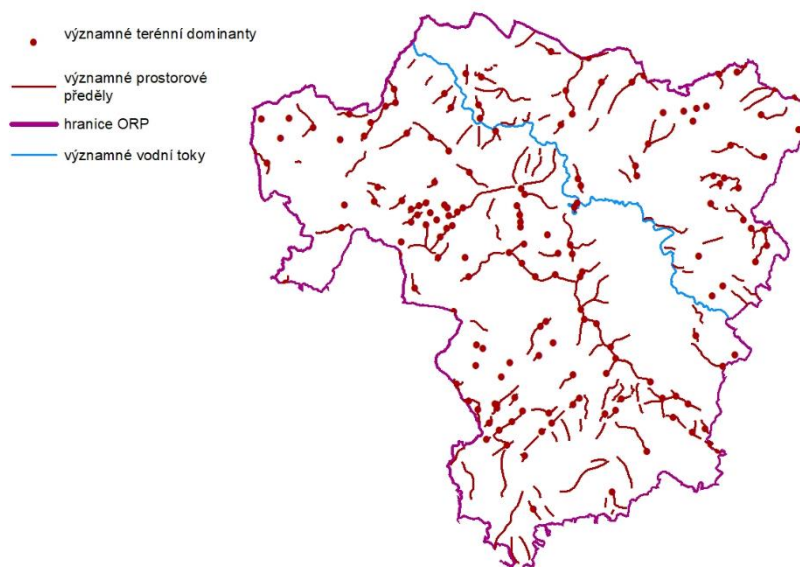 významné terénní dominanty
významné prostorové
předěly
hranice ORP
významné vodní toky